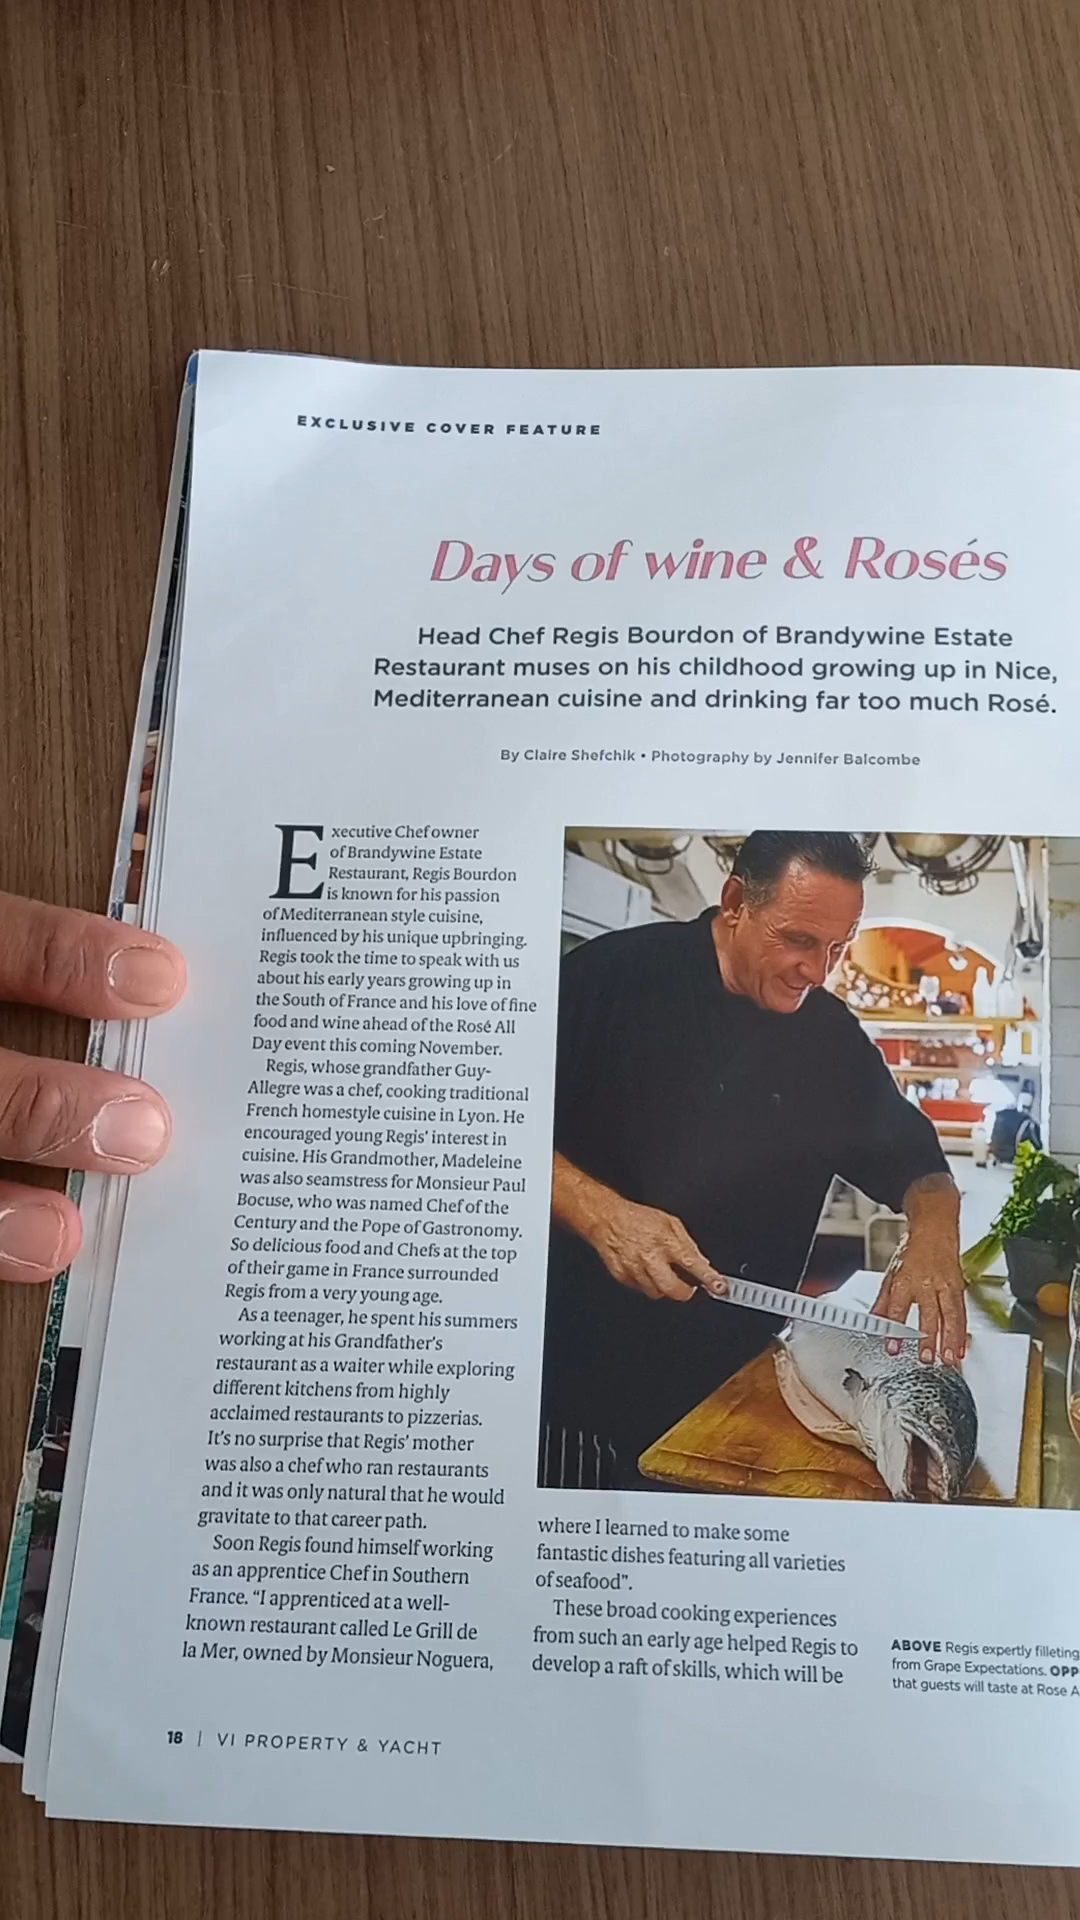 EXCLUSIVE COVER FEATURE
Days of wine & Rosés
Head Chef Regis Bourdon of Brandywine Estate
Restaurant muses on his childhood growing up in Nice,
Mediterranean cuisine and drinking far too much Rosé.
By Claire Shefchik • Photography by Jennifer Balcombe
Executive Chef owner
of Brandywine Estate
Restaurant, Regis Bourdon
is known for his passion
of Mediterranean style cuisine,
influenced by his unique upbringing.
Regis took the time to speak with us
about his early years growing up in
the South of France and his love of fine
food and wine ahead of the Rosé All
Day event this coming November.
Regis, whose grandfather Guy-
Allegre was a chef, cooking traditional
French homestyle cuisine in Lyon. He
encouraged young Regis' interest in
cuisine. His Grandmother, Madeleine
was also seamstress for Monsieur Paul
Bocuse, who was named Chef of the
Century and the Pope of Gastronomy.
So delicious food and Chefs at the top
of their game in France surrounded
Regis from a very young age.
As a teenager, he spent his summers
working at his Grandfather's
restaurant as a waiter while exploring
different kitchens from highly
acclaimed restaurants to pizzerias.
It's no surprise that Regis' mother
was also a chef who ran restaurants
and it was only natural that he would
gravitate to that career path.
Soon Regis found himself working
as an apprentice Chef in Southern
France. “I apprenticed at a well-
known restaurant called Le Grill de
la Mer, owned by Monsieur Noguera,
where I learned to make some
fantastic dishes featuring all varieties
of seafood”.
These broad cooking experiences
from such an early age helped Regis to
develop a raft of skills, which will be
ABOVE Regis expertly filleting
from Grape Expectations. OPP
that guests will taste at Rose A
18 | VI PROPERTY & YACHT